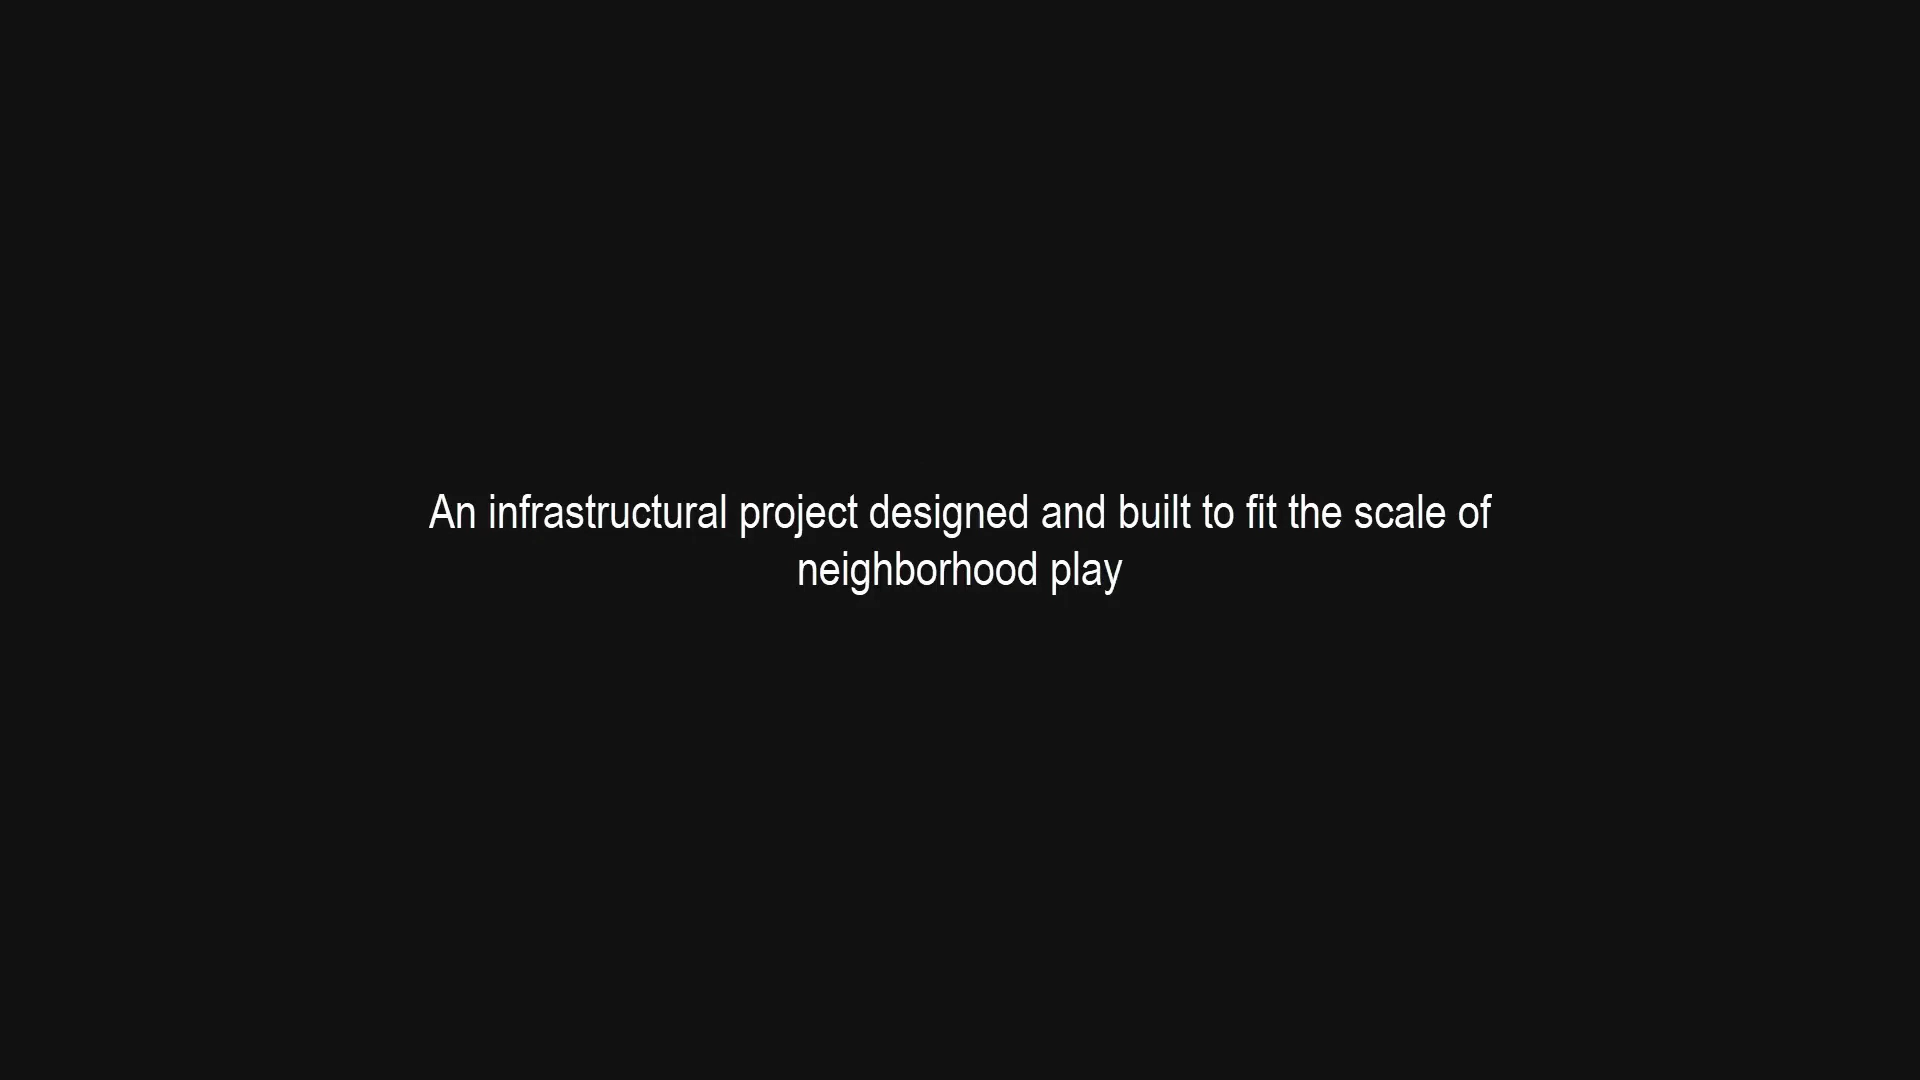 An infrastructural project designed and built to fit the scale of
neighborhood play